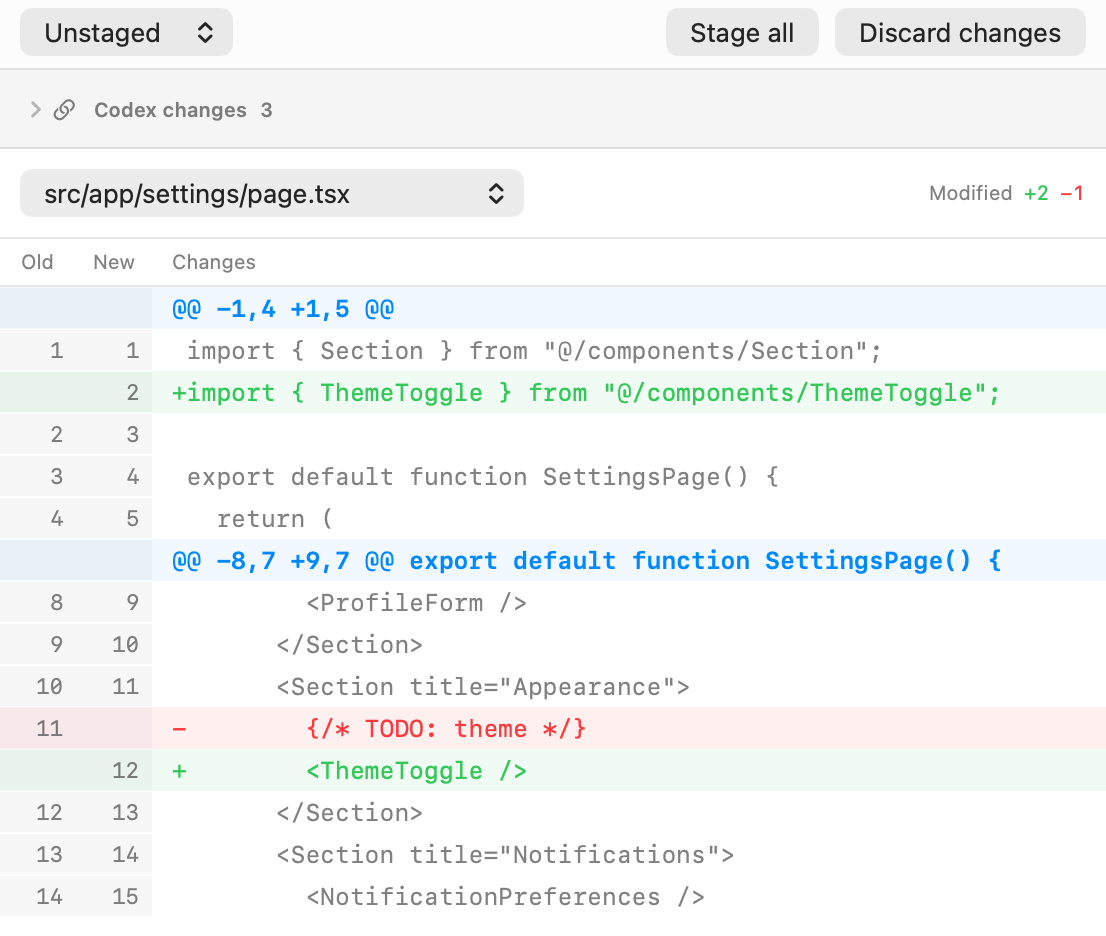 Unstaged
Stage all
Discard changes
Codex changes 3
src/app/settings/page.tsx
Modified +2 −1
Old New Changes
@@ −1,4 +1,5 @@
1 1 import { Section } from "@/components/Section";
2 +import { ThemeToggle } from "@/components/ThemeToggle";
2 3
3 4 export default function SettingsPage() {
4 5 return (
@@ −8,7 +9,7 @@ export default function SettingsPage() {
8 9 <ProfileForm />
9 10 </Section>
10 11 <Section title="Appearance">
11 − {/* TODO: theme */}
12 + <ThemeToggle />
12 13 </Section>
13 14 <Section title="Notifications">
14 15 <NotificationPreferences />